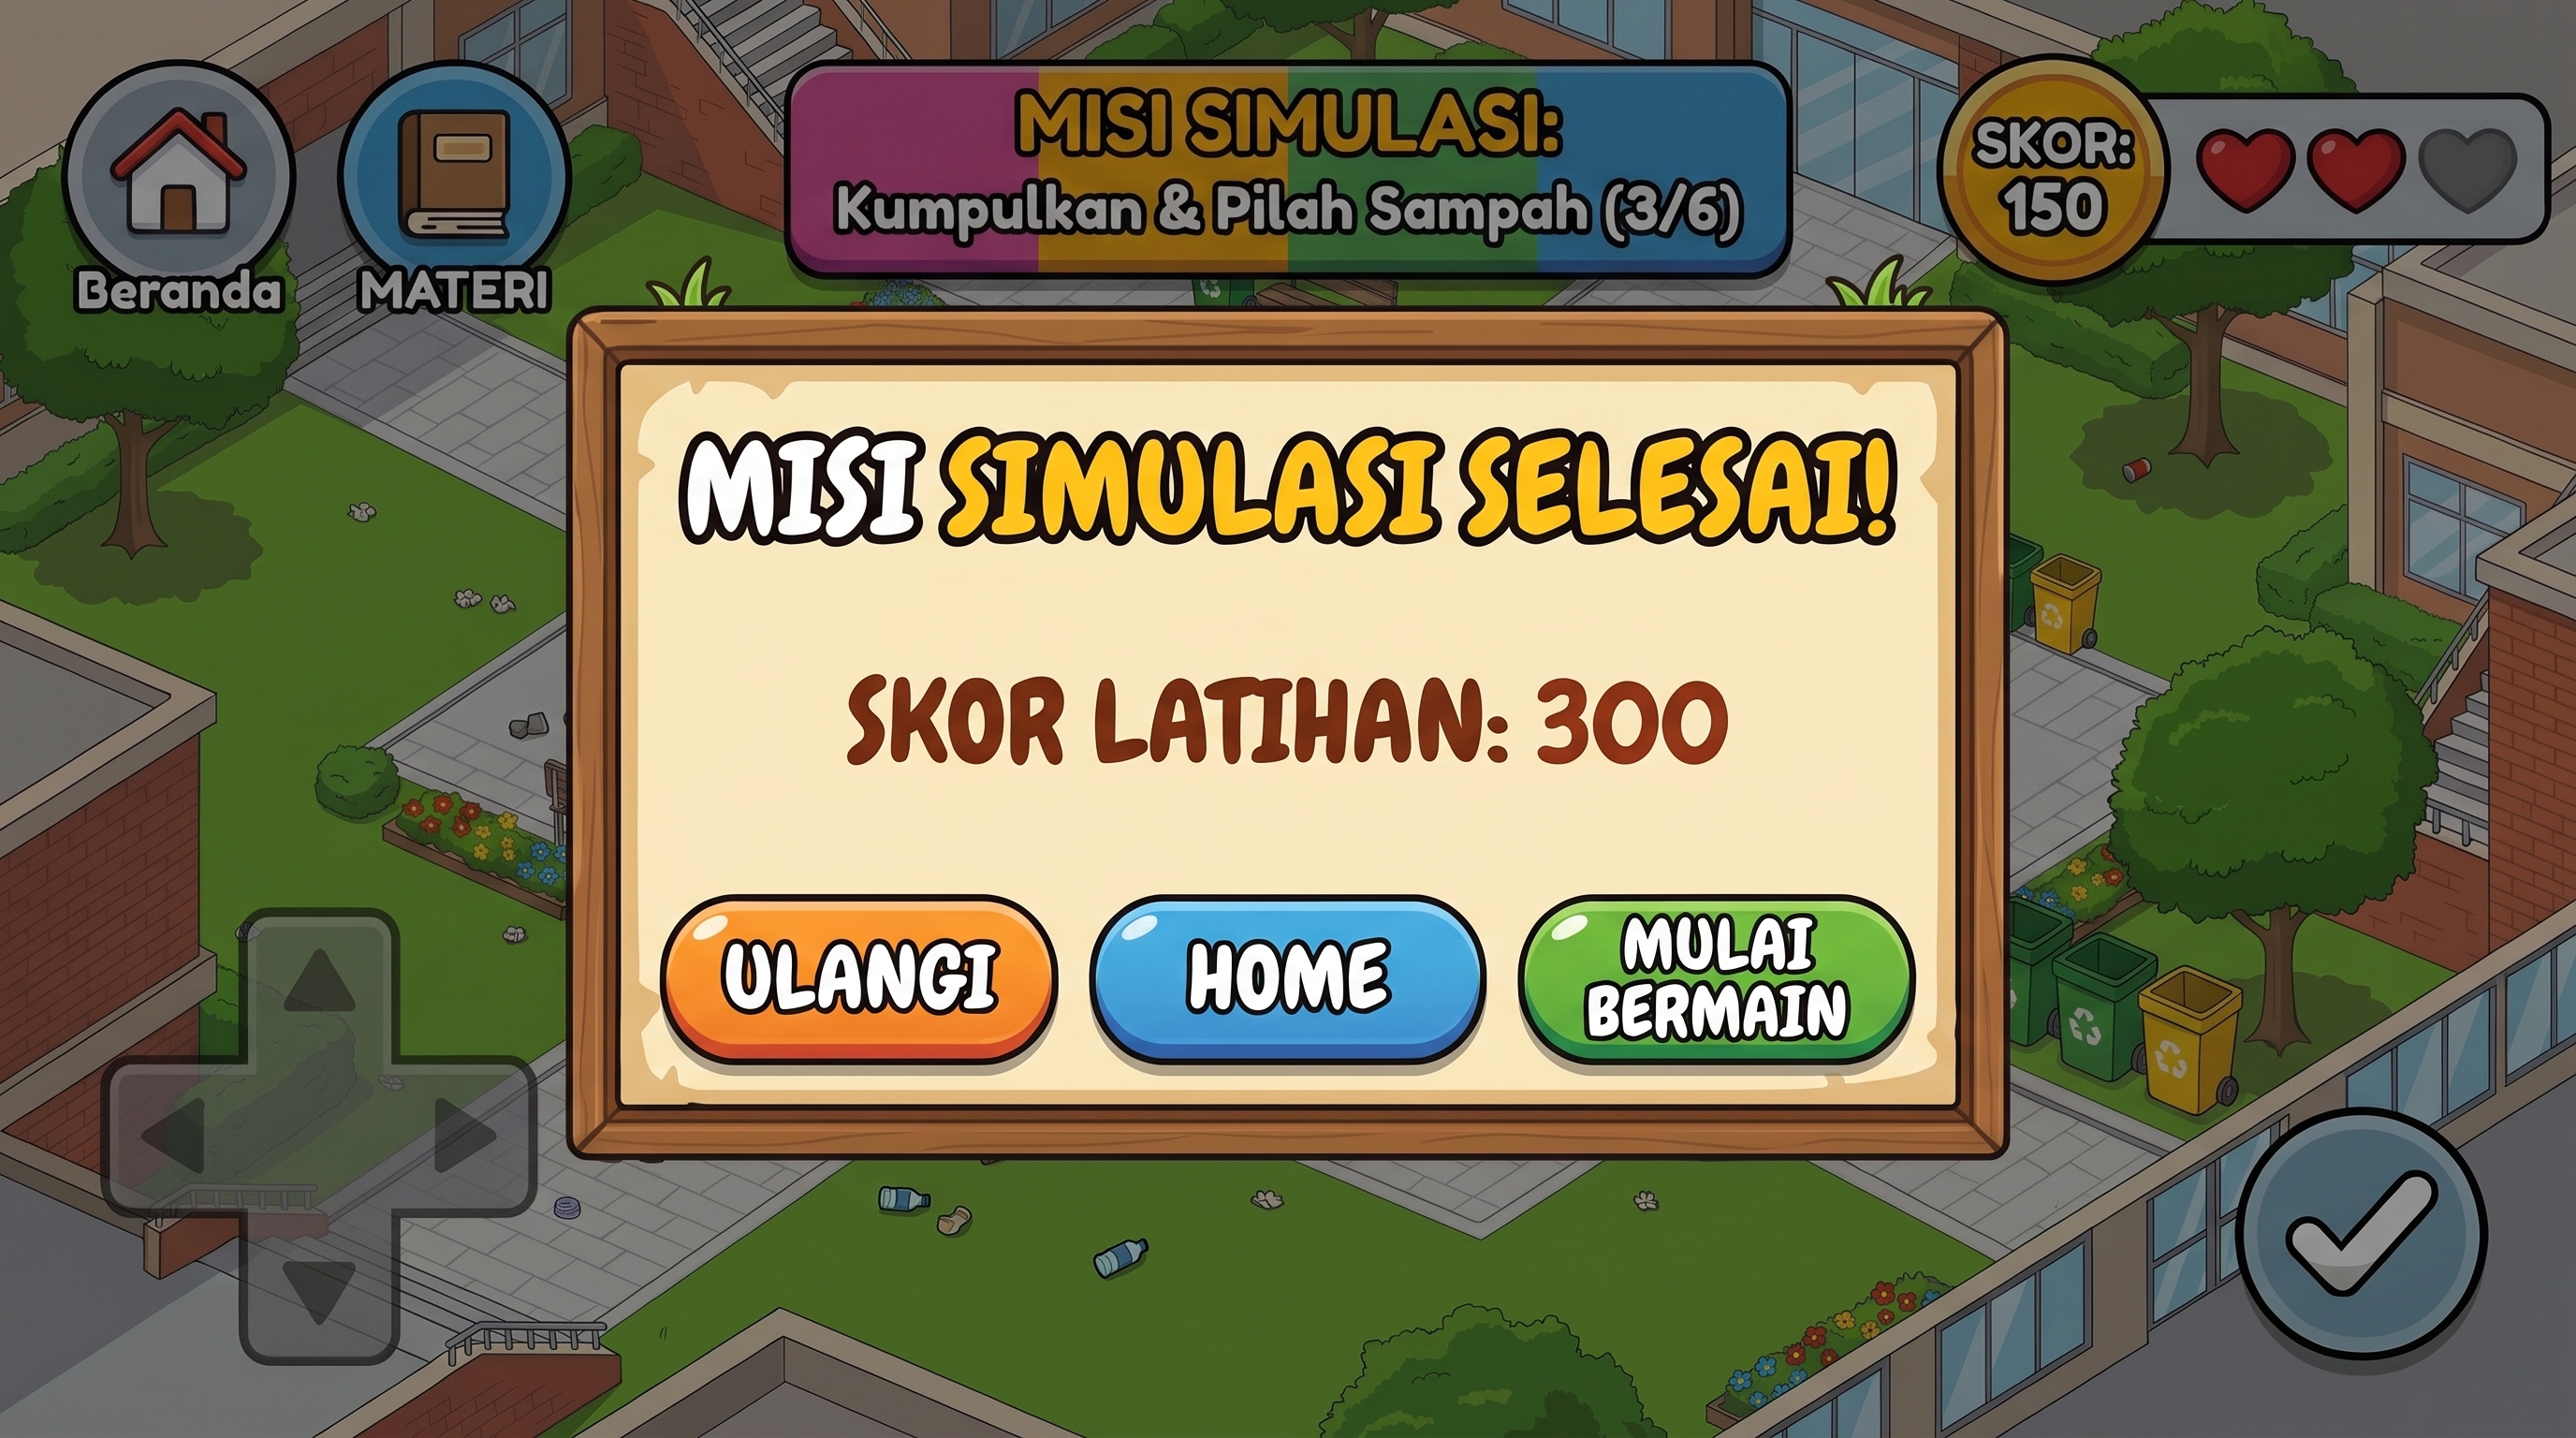 MISI SIMULASI:
Kumpulkan & Pilah Sampah (3/6)
SKOR:
150
Beranda
MATERI
MISI SIMULASI SELESAI!
SKOR LATIHAN: 300
ULANGI
HOME
MULAI
BERMAIN